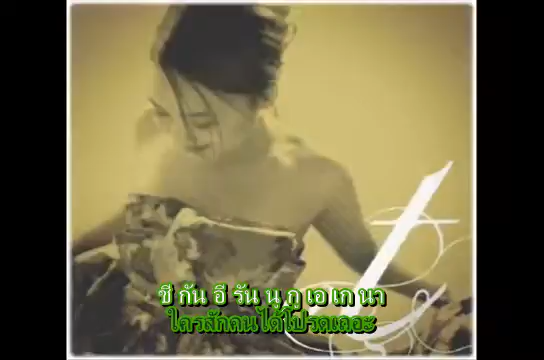 ชี กัน อี รัน นู กู เอ เก นา
ใครสักคนได้โปรดเถอะ